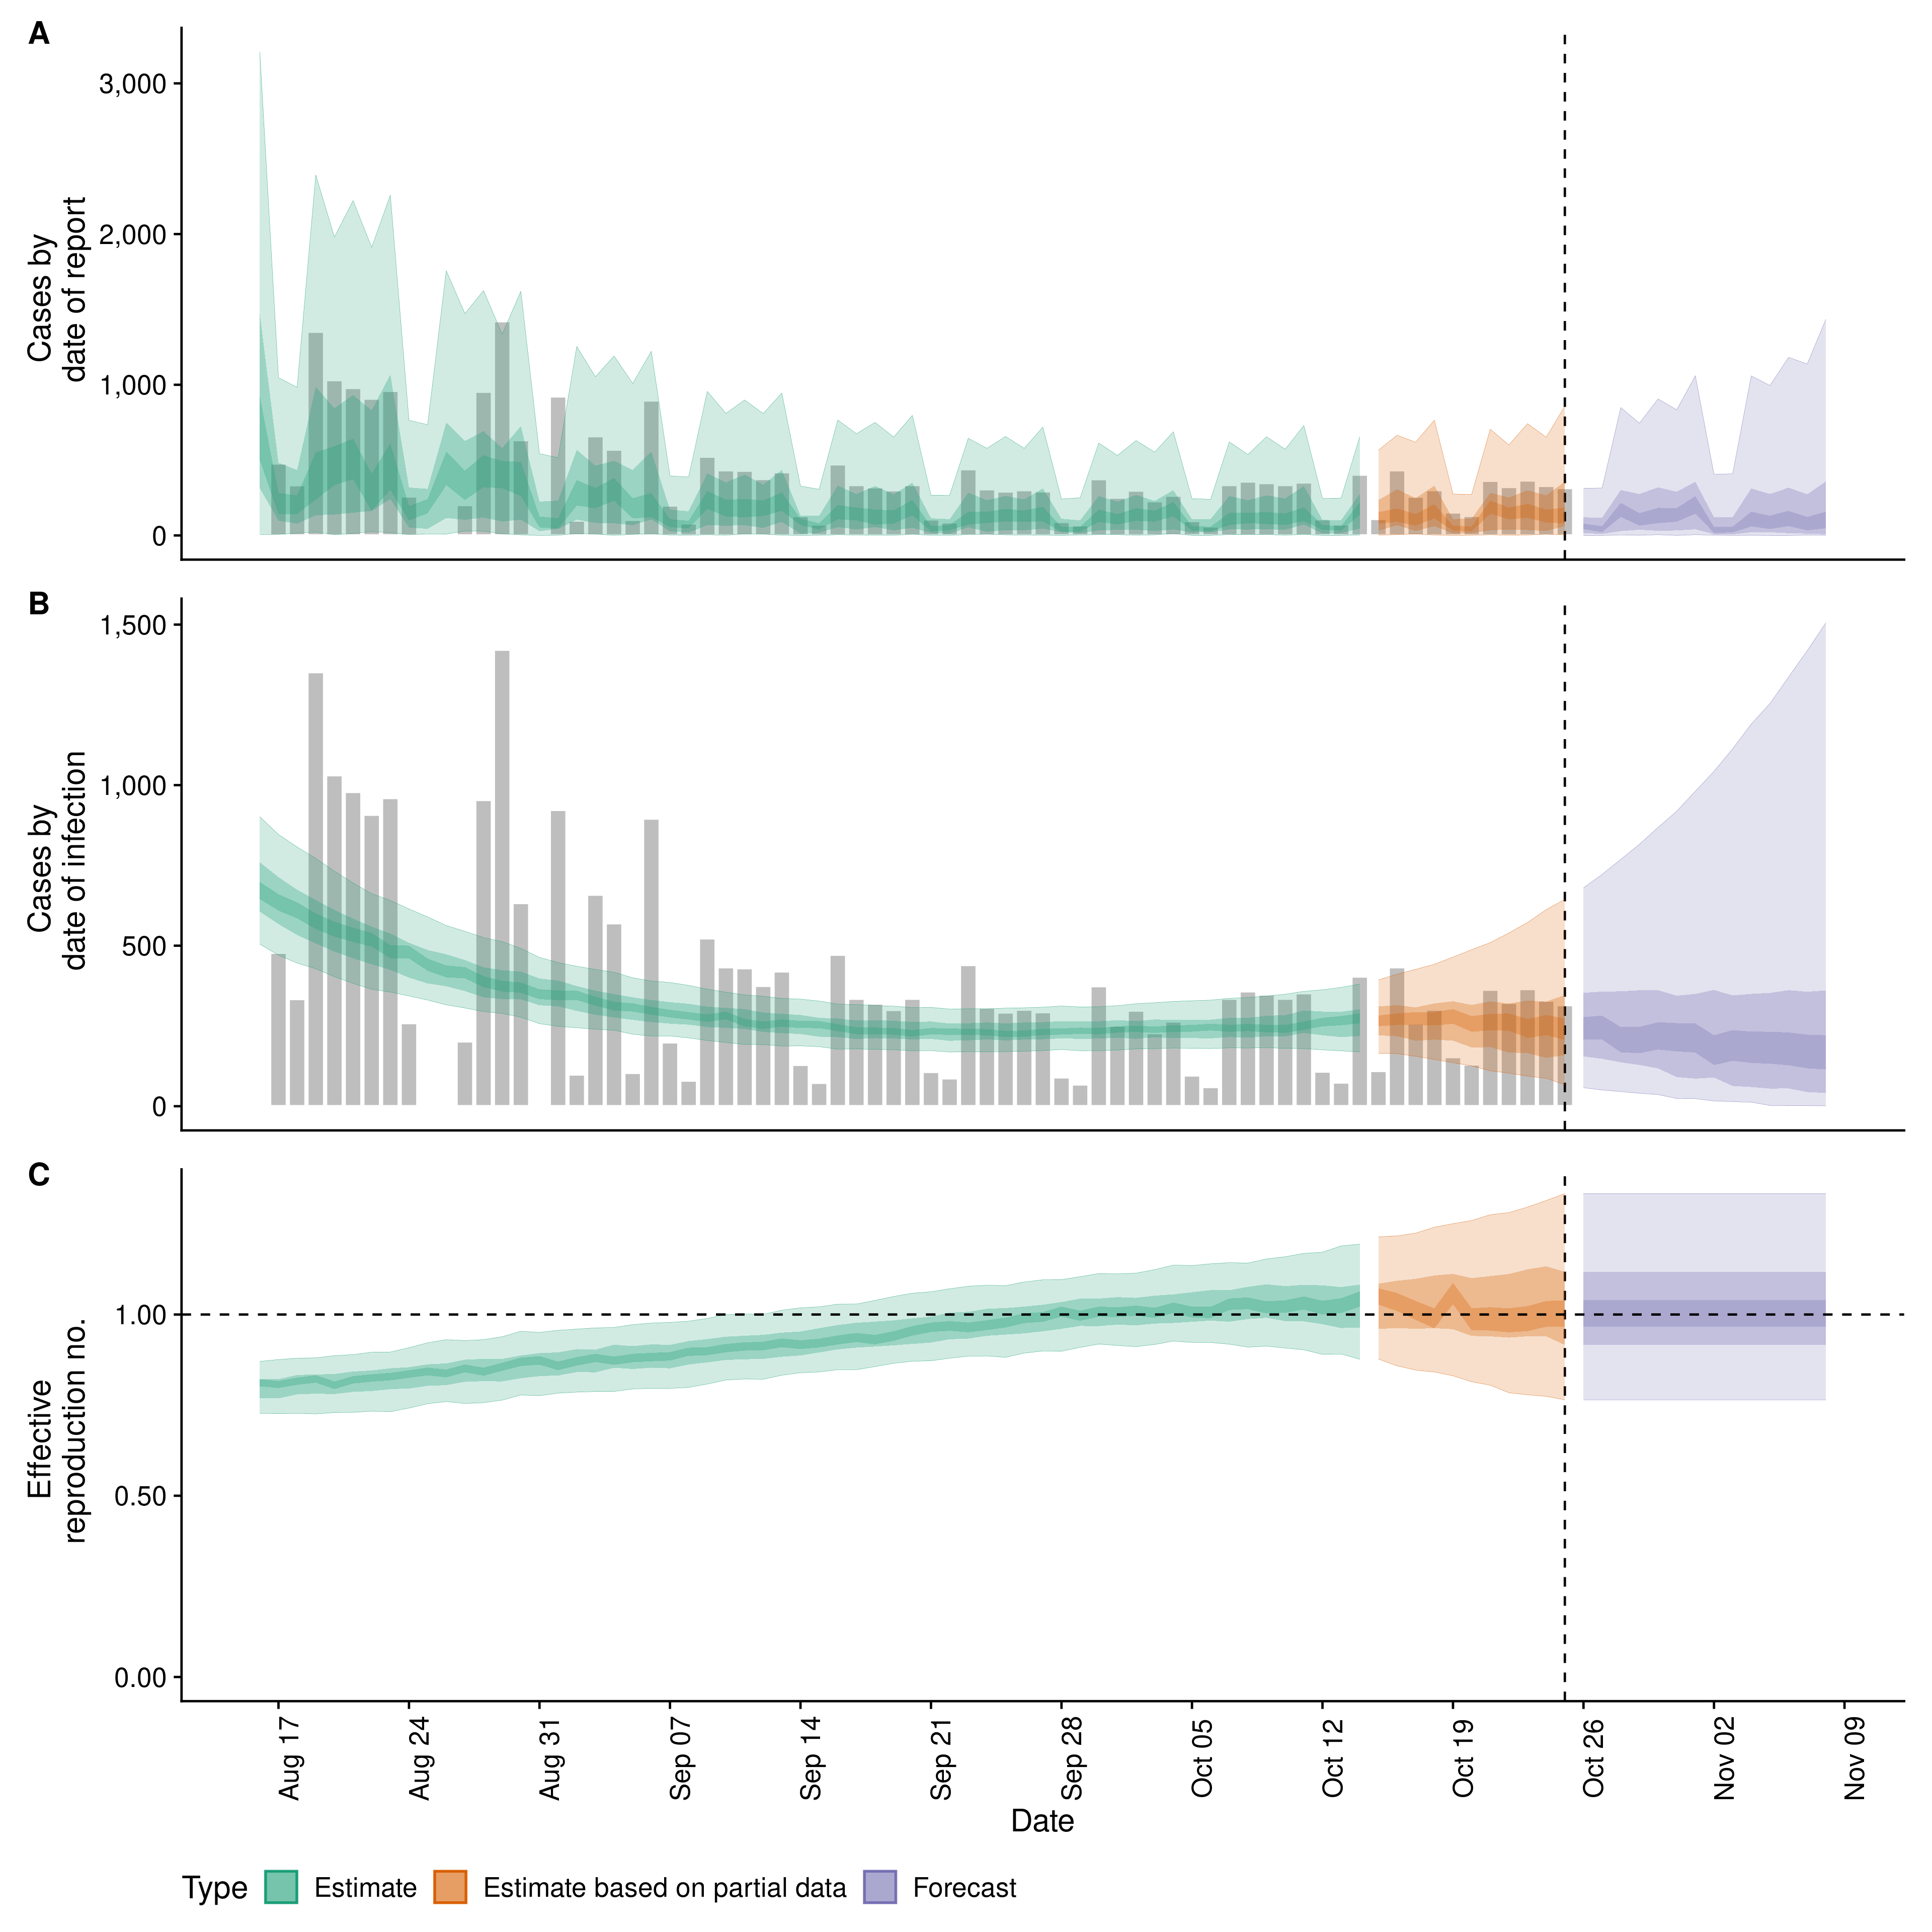 A
Cases by
date of report
3,000
2,000
1,000
0
B
Cases by
date of infection
1,500
1,000
500
0
C
Effective
reproduction no.
1.00
0.50
0.00
Aug 17
Aug 24
Aug 31
Sep 07
Sep 14
Sep 21
Sep 28
Oct 05
Oct 12
Oct 19
Oct 26
Nov 02
Nov 09
Date
Type Estimate Estimate based on partial data Forecast